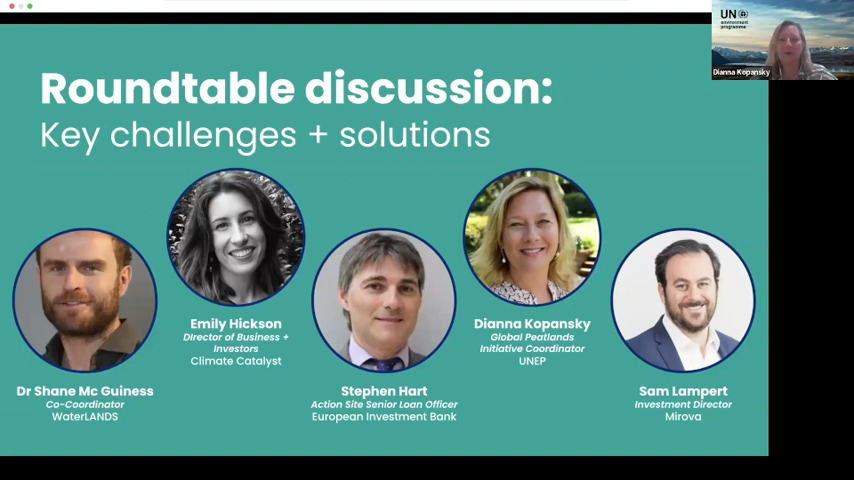 UN
environment
programme
Dianna Kopansky
Roundtable discussion:
Key challenges + solutions
Dr Shane Mc Guiness
Co-Coordinator
WaterLANDS
Emily Hickson
Director of Business +
Investors
Climate Catalyst
Stephen Hart
Action Site Senior Loan Officer
European Investment Bank
Dianna Kopansky
Global Peatlands
Initiative Coordinator
UNEP
Sam Lampert
Investment Director
Mirova